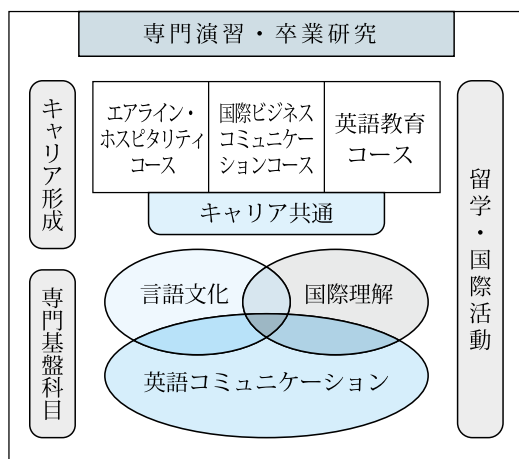 専門演習・卒業研究
キャリア形成
エアライン・
ホスピタリティ
コース
国際ビジネス
コミュニケー
ションコース
英語教育
コース
キャリア共通
留学・国際活動
専門基盤科目
言語文化
国際理解
英語コミュニケーション